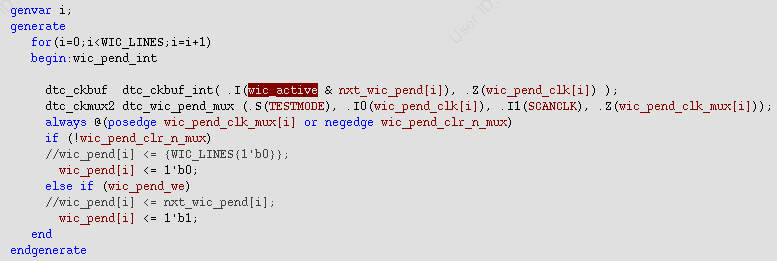 genvar i;
generate
for(i=0;i<WIC_LINES;i=i+1)
begin:wic_pend_int
dtc_ckbuf dtc_ckbuf_int( .I(wic_active & nxt_wic_pend[i]), .Z(wic_pend_clk[i]) );
dtc_ckmux2 dtc_wic_pend_mux (.S(TESTMODE), .I0(wic_pend_clk[i]), .I1(SCANCLK), .Z(wic_pend_clk_mux[i]));
always @(posedge wic_pend_clk_mux[i] or negedge wic_pend_clr_n_mux)
if (!wic_pend_clr_n_mux)
//wic_pend[i] <= {WIC_LINES{1'b0}};
wic_pend[i] <= 1'b0;
else if (wic_pend_we)
//wic_pend[i] <= nxt_wic_pend[i];
wic_pend[i] <= 1'b1;
end
endgenerate
User ID: